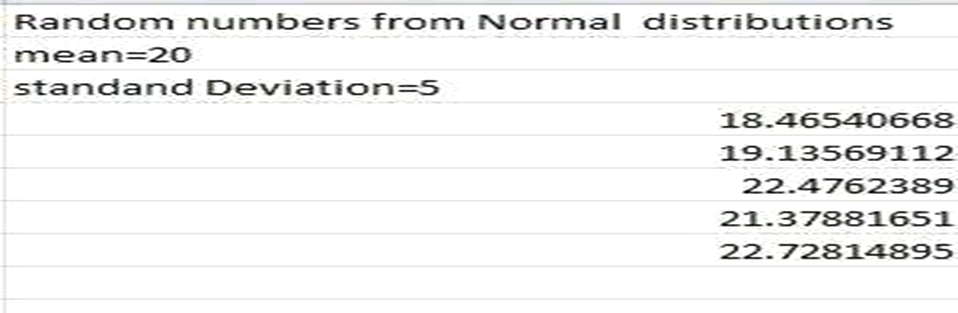 Random numbers from Normal  distributions
mean=20
standand Deviation=5
18.46540668
19.13569112
22.4762389
21.37881651
22.72814895